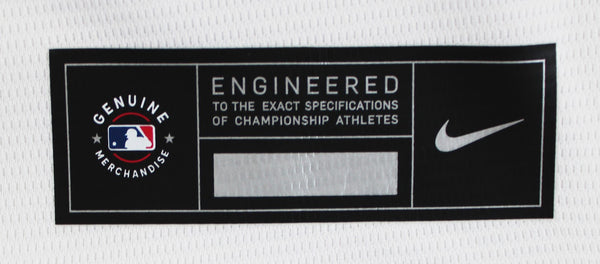 GENUINE
MERCHANDISE
ENGINEERED
TO THE EXACT SPECIFICATIONS
OF CHAMPIONSHIP ATHLETES